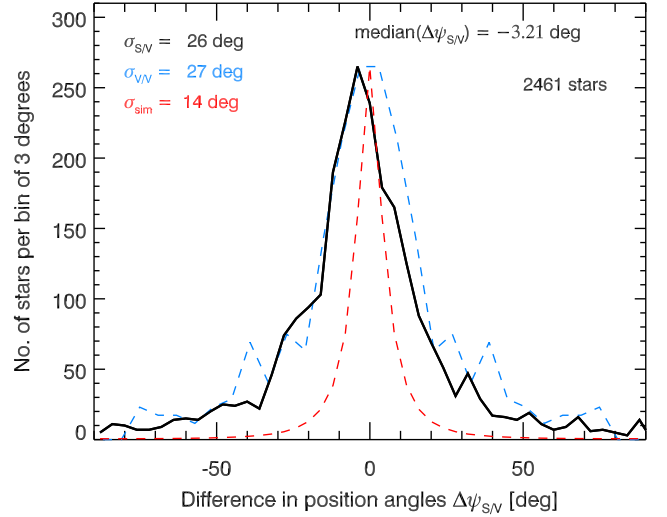 300
250
200
150
100
50
0
No. of stars per bin of 3 degrees
σS/V = 26 deg
σV/V = 27 deg
σsim = 14 deg
median(ΔψS/V) = −3.21 deg
2461 stars
-50 0 50
Difference in position angles ΔψS/V [deg]